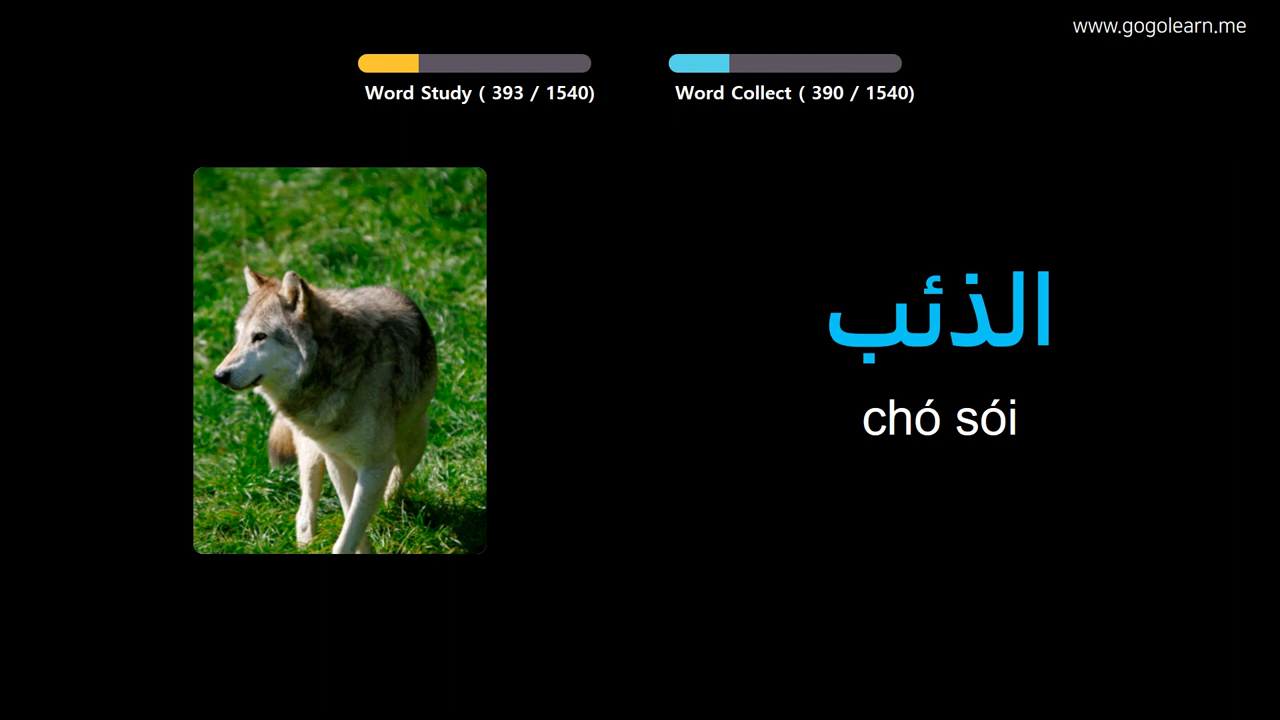 www.gogolearn.me
Word Study ( 393 / 1540)
Word Collect ( 390 / 1540)
الذئب
chó sói